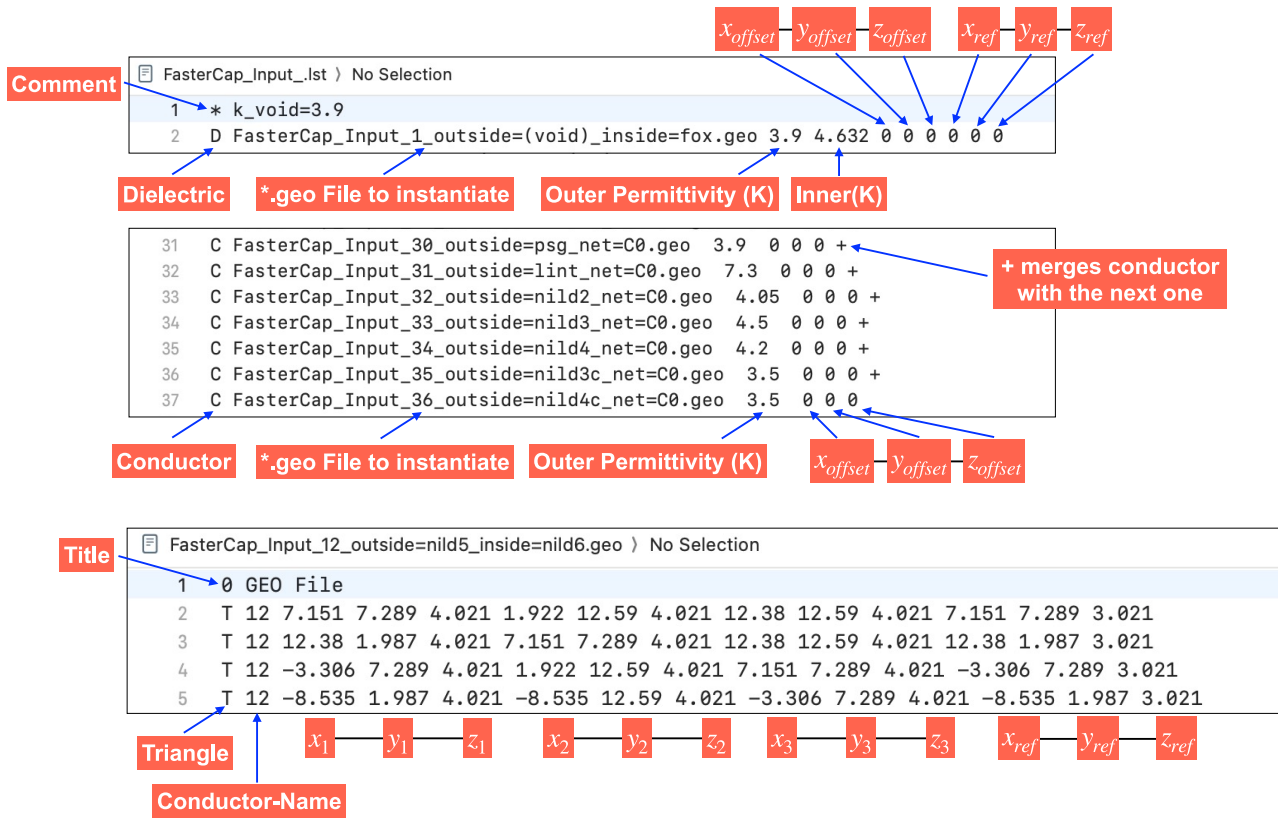 x_offset y_offset z_offset x_ref y_ref z_ref
FasterCap_Input_.lst ⟩ No Selection
Comment
1 * k_void=3.9
2 D FasterCap_Input_1_outside=(void)_inside=fox.geo 3.9 4.632 0 0 0 0 0 0
Dielectric *.geo File to instantiate Outer Permittivity (K) Inner(K)
31 C FasterCap_Input_30_outside=psg_net=C0.geo 3.9 0 0 0 +
32 C FasterCap_Input_31_outside=lint_net=C0.geo 7.3 0 0 0 +
33 C FasterCap_Input_32_outside=nild2_net=C0.geo 4.05 0 0 0 +
34 C FasterCap_Input_33_outside=nild3_net=C0.geo 4.5 0 0 0 +
35 C FasterCap_Input_34_outside=nild4_net=C0.geo 4.2 0 0 0 +
36 C FasterCap_Input_35_outside=nild3c_net=C0.geo 3.5 0 0 0 +
37 C FasterCap_Input_36_outside=nild4c_net=C0.geo 3.5 0 0 0
+ merges conductor
with the next one
Conductor *.geo File to instantiate Outer Permittivity (K) x_offset y_offset z_offset
FasterCap_Input_12_outside=nild5_inside=nild6.geo ⟩ No Selection
Title
1 0 GEO File
2 T 12 7.151 7.289 4.021 1.922 12.59 4.021 12.38 12.59 4.021 7.151 7.289 3.021
3 T 12 12.38 1.987 4.021 7.151 7.289 4.021 12.38 12.59 4.021 12.38 1.987 3.021
4 T 12 −3.306 7.289 4.021 1.922 12.59 4.021 7.151 7.289 4.021 −3.306 7.289 3.021
5 T 12 −8.535 1.987 4.021 −8.535 12.59 4.021 −3.306 7.289 4.021 −8.535 1.987 3.021
x_1 y_1 z_1 x_2 y_2 z_2 x_3 y_3 z_3 x_ref y_ref z_ref
Triangle
Conductor-Name